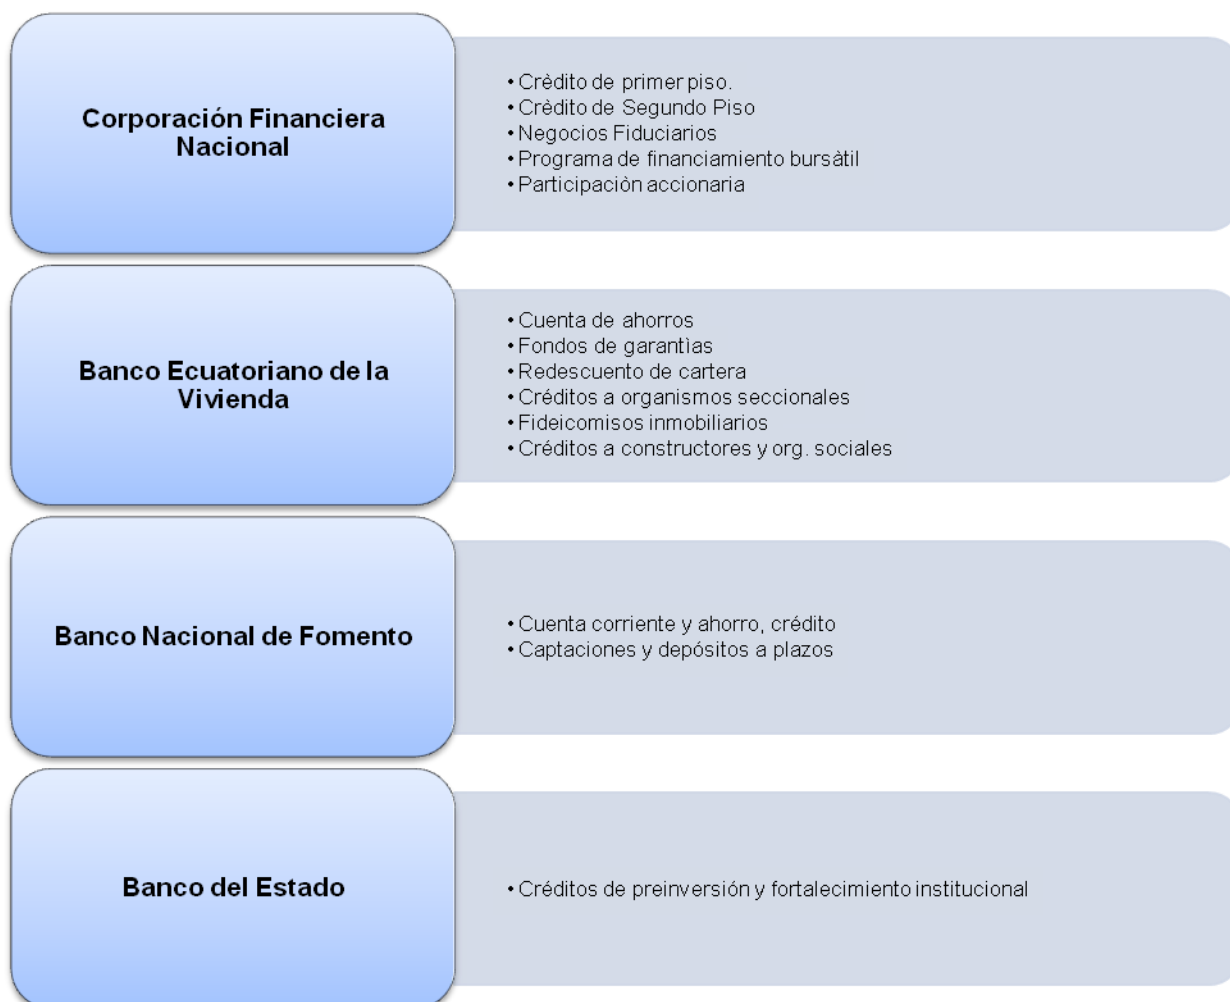 Corporación Financiera
Nacional
• Crèdito de primer piso.
• Crèdito de Segundo Piso
• Negocios Fiduciarios
• Programa de financiamiento bursàtil
• Participaciòn accionaria
Banco Ecuatoriano de la
Vivienda
• Cuenta de ahorros
• Fondos de garantìas
• Redescuento de cartera
• Créditos a organismos seccionales
• Fideicomisos inmobiliarios
• Créditos a constructores y org. sociales
Banco Nacional de Fomento
• Cuenta corriente y ahorro, crédito
• Captaciones y depósitos a plazos
Banco del Estado
• Créditos de preinversión y fortalecimiento institucional